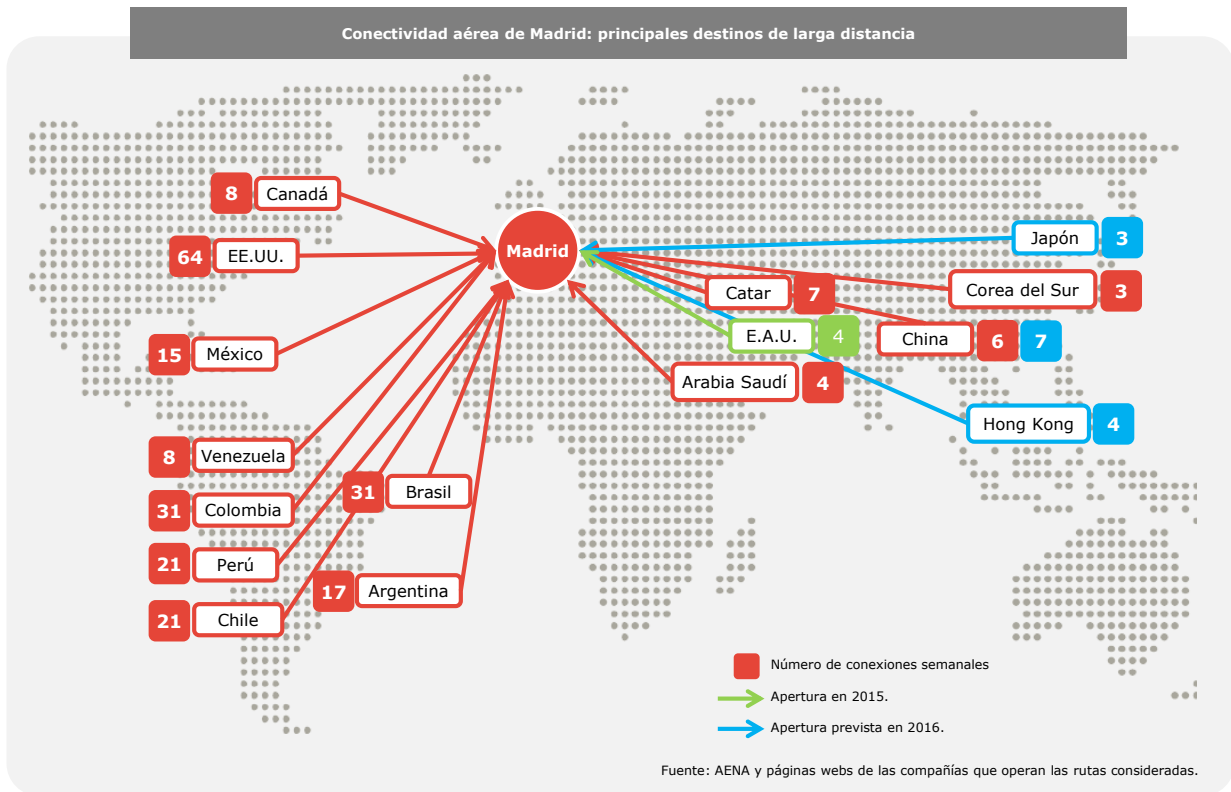 Conectividad aérea de Madrid: principales destinos de larga distancia
8 Canadá
64 EE.UU.
15 México
8 Venezuela
31 Colombia
21 Perú
21 Chile
31 Brasil
17 Argentina
Madrid
Japón 3
Corea del Sur 3
Catar 7
E.A.U. 4
China 6 7
Arabia Saudí 4
Hong Kong 4
Número de conexiones semanales
Apertura en 2015.
Apertura prevista en 2016.
Fuente: AENA y páginas webs de las compañías que operan las rutas consideradas.